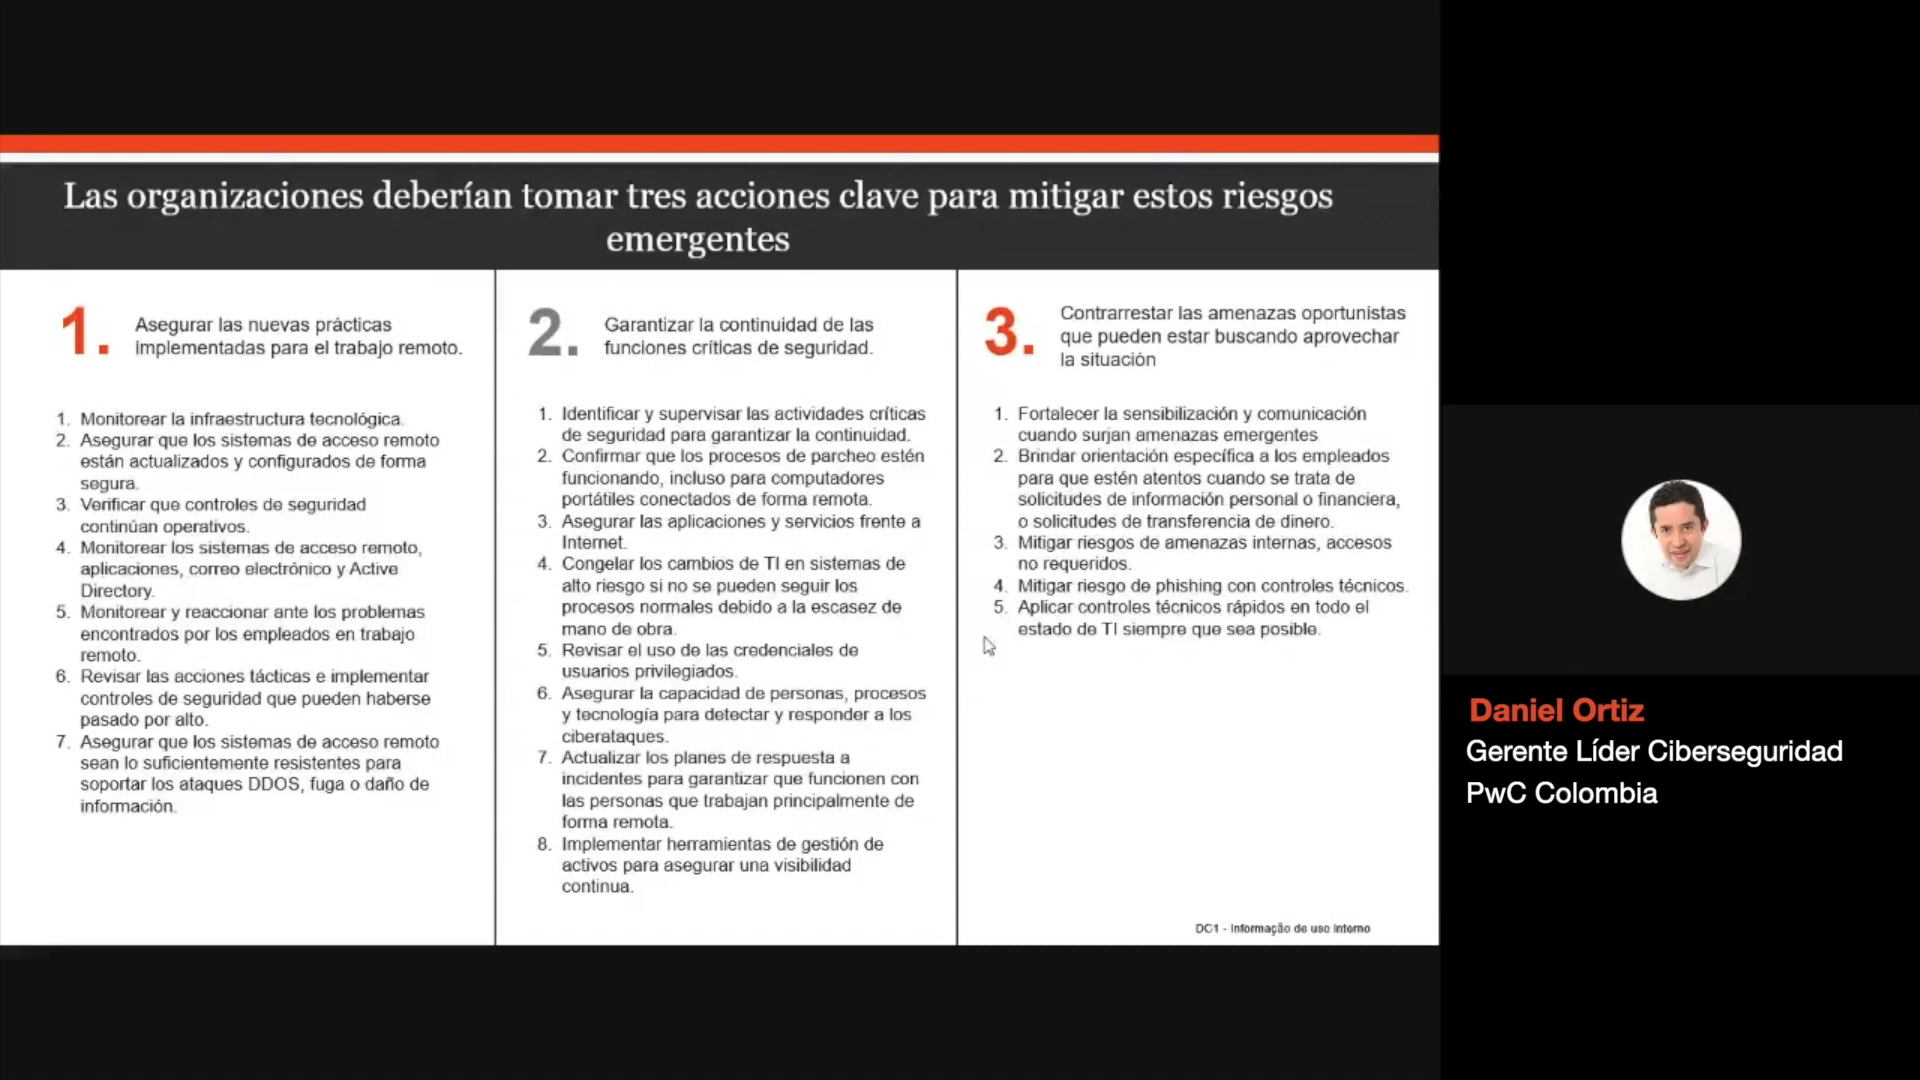 Las organizaciones deberían tomar tres acciones clave para mitigar estos riesgos
emergentes
1.
Asegurar las nuevas prácticas
implementadas para el trabajo remoto.
1. Monitorear la infraestructura tecnológica.
2. Asegurar que los sistemas de acceso remoto
están actualizados y configurados de forma
segura.
3. Verificar que controles de seguridad
continúan operativos.
4. Monitorear los sistemas de acceso remoto,
aplicaciones, correo electrónico y Active
Directory.
5. Monitorear y reaccionar ante los problemas
encontrados por los empleados en trabajo
remoto.
6. Revisar las acciones tácticas e implementar
controles de seguridad que pueden haberse
pasado por alto.
7. Asegurar que los sistemas de acceso remoto
sean lo suficientemente resistentes para
soportar los ataques DDOS, fuga o daño de
información.
2.
Garantizar la continuidad de las
funciones críticas de seguridad.
1. Identificar y supervisar las actividades críticas
de seguridad para garantizar la continuidad.
2. Confirmar que los procesos de parcheo estén
funcionando, incluso para computadores
portátiles conectados de forma remota.
3. Asegurar las aplicaciones y servicios frente a
Internet.
4. Congelar los cambios de TI en sistemas de
alto riesgo si no se pueden seguir los
procesos normales debido a la escasez de
mano de obra.
5. Revisar el uso de las credenciales de
usuarios privilegiados.
6. Asegurar la capacidad de personas, procesos
y tecnología para detectar y responder a los
ciberataques.
7. Actualizar los planes de respuesta a
incidentes para garantizar que funcionen con
las personas que trabajan principalmente de
forma remota.
8. Implementar herramientas de gestión de
activos para asegurar una visibilidad
continua.
3.
Contrarrestar las amenazas oportunistas
que pueden estar buscando aprovechar
la situación
1. Fortalecer la sensibilización y comunicación
cuando surjan amenazas emergentes
2. Brindar orientación específica a los empleados
para que estén atentos cuando se trata de
solicitudes de información personal o financiera,
o solicitudes de transferencia de dinero.
3. Mitigar riesgos de amenazas internas, accesos
no requeridos.
4. Mitigar riesgo de phishing con controles técnicos.
5. Aplicar controles técnicos rápidos en todo el
estado de TI siempre que sea posible.
DC1 - Informação de uso interno
Daniel Ortiz
Gerente Líder Ciberseguridad
PwC Colombia